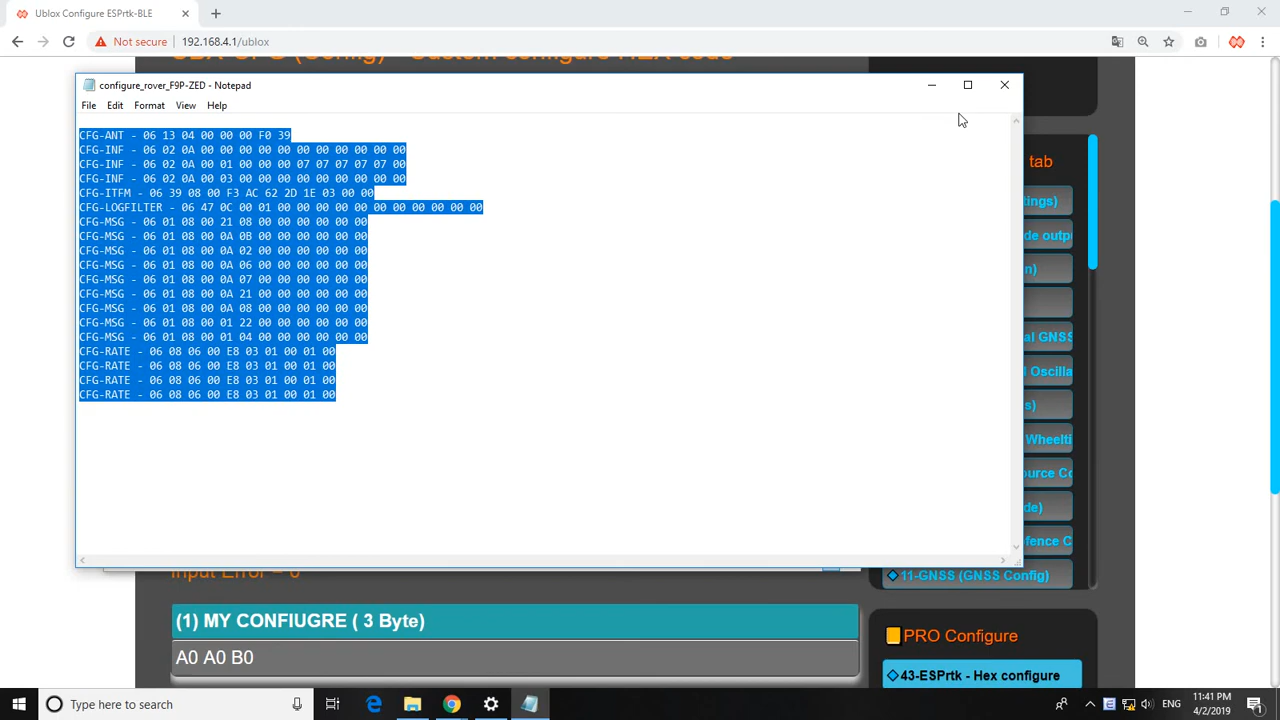 Ublox Configure ESPrtk-BLE
Not secure
192.168.4.1/ublox
configure_rover_F9P-ZED - Notepad
File Edit Format View Help
CFG-ANT - 06 13 04 00 00 00 F0 39
CFG-INF - 06 02 0A 00 00 00 00 00 00 00 00 00 00 00
CFG-INF - 06 02 0A 00 01 00 00 00 07 07 07 07 07 00
CFG-INF - 06 02 0A 00 03 00 00 00 00 00 00 00 00 00
CFG-ITFM - 06 39 08 00 F3 AC 62 2D 1E 03 00 00
CFG-LOGFILTER - 06 47 0C 00 01 00 00 00 00 00 00 00 00 00 00 00
CFG-MSG - 06 01 08 00 21 08 00 00 00 00 00 00
CFG-MSG - 06 01 08 00 0A 0B 00 00 00 00 00 00
CFG-MSG - 06 01 08 00 0A 02 00 00 00 00 00 00
CFG-MSG - 06 01 08 00 0A 06 00 00 00 00 00 00
CFG-MSG - 06 01 08 00 0A 07 00 00 00 00 00 00
CFG-MSG - 06 01 08 00 0A 21 00 00 00 00 00 00
CFG-MSG - 06 01 08 00 0A 08 00 00 00 00 00 00
CFG-MSG - 06 01 08 00 01 22 00 00 00 00 00 00
CFG-MSG - 06 01 08 00 01 04 00 00 00 00 00 00
CFG-RATE - 06 08 06 00 E8 03 01 00 01 00
CFG-RATE - 06 08 06 00 E8 03 01 00 01 00
CFG-RATE - 06 08 06 00 E8 03 01 00 01 00
CFG-RATE - 06 08 06 00 E8 03 01 00 01 00
tab
11-GNSS (GNSS Config)
Input Error = 0
(1) MY CONFIUGRE ( 3 Byte)
A0 A0 B0
PRO Configure
43-ESPrtk - Hex configure
Type here to search
ENG
11:41 PM
4/2/2019